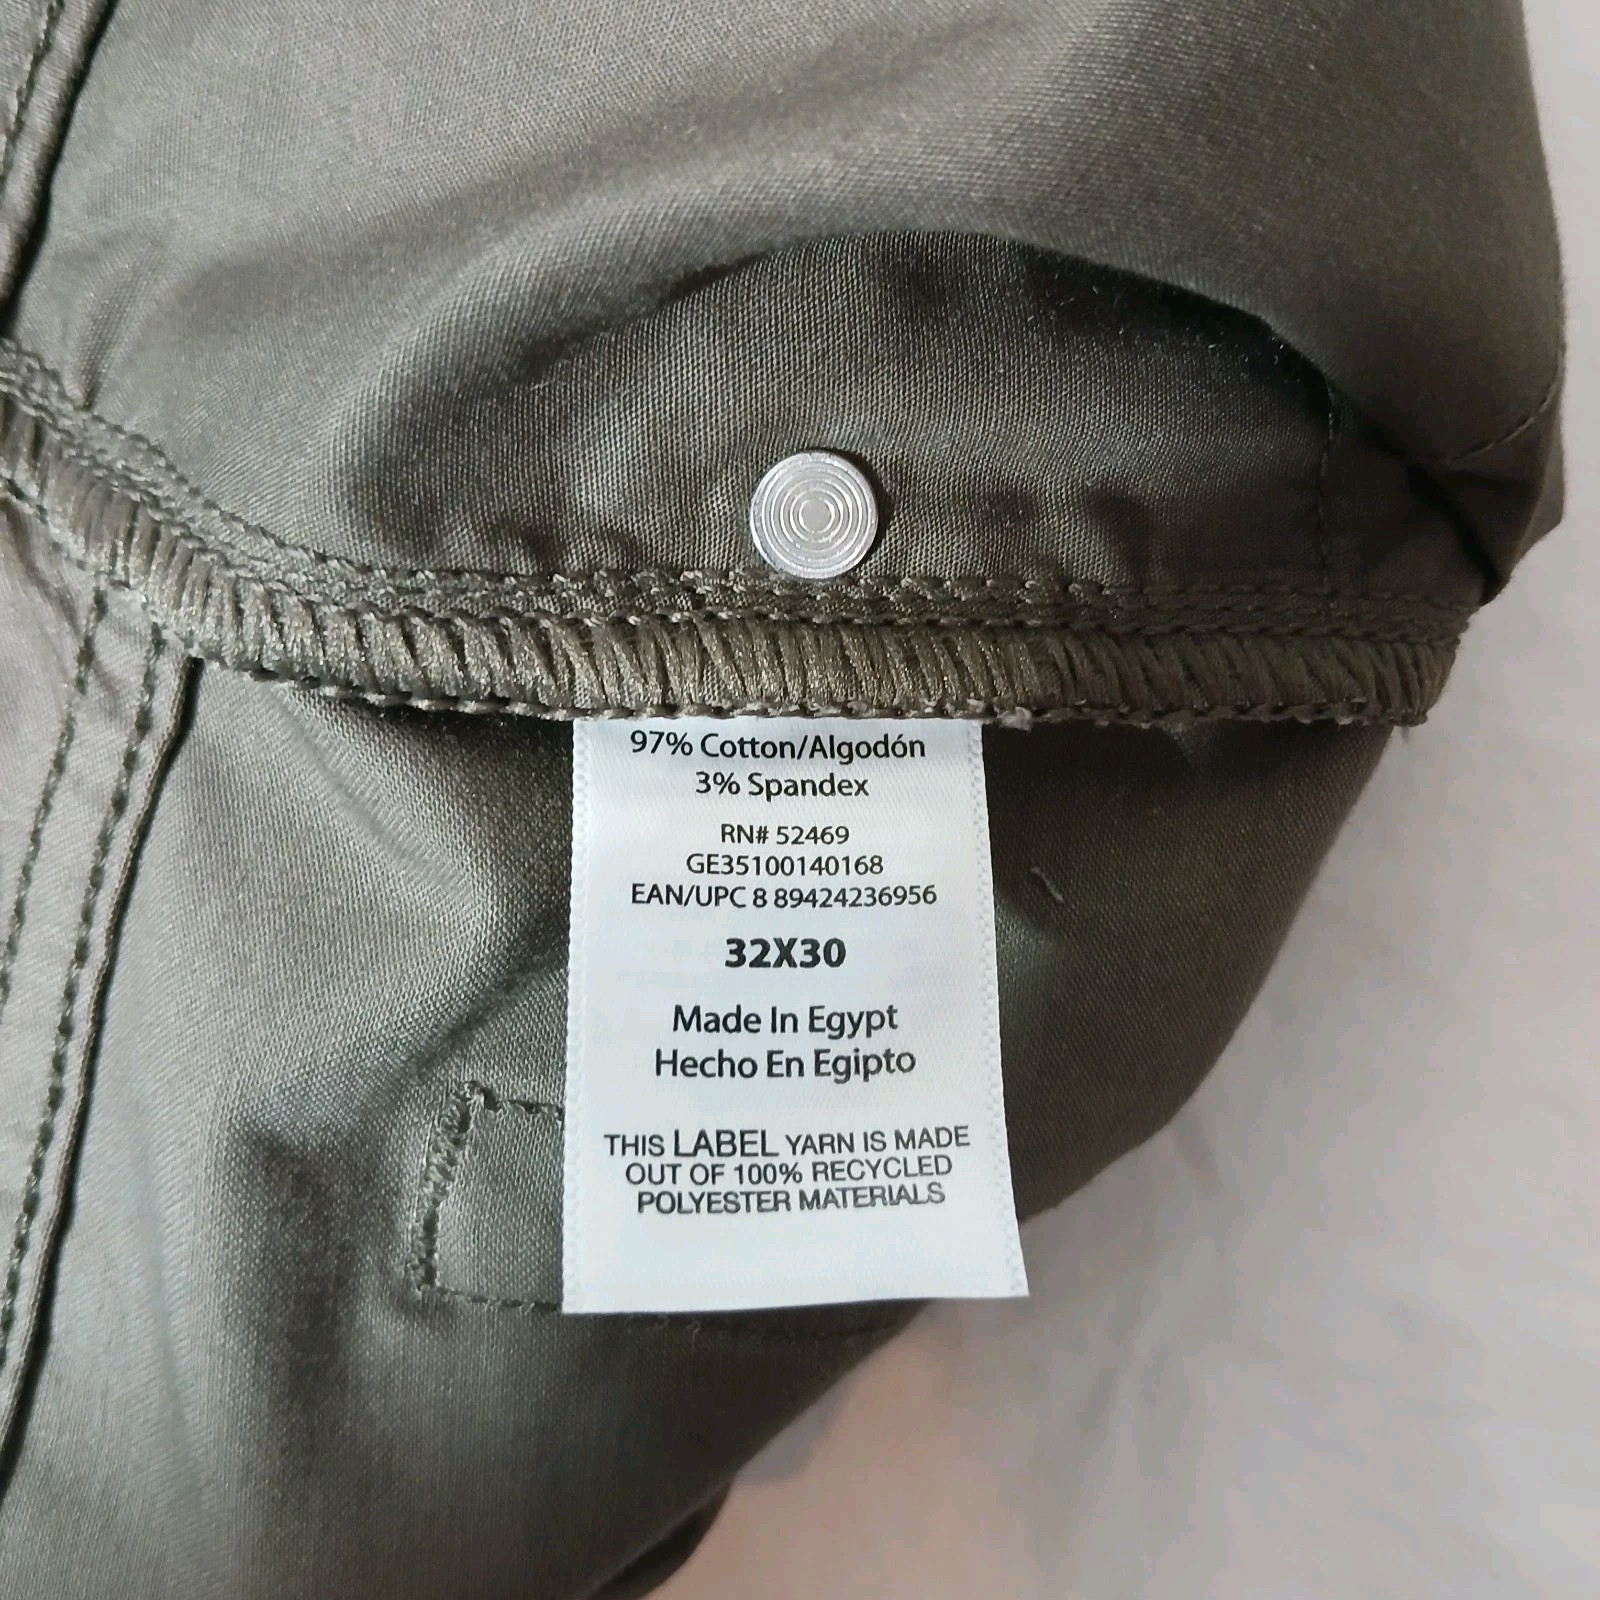 97% Cotton/Algodón
3% Spandex
RN# 52469
GE35100140168
EAN/UPC 8 89424236956
32X30
Made In Egypt
Hecho En Egipto
THIS LABEL YARN IS MADE
OUT OF 100% RECYCLED
POLYESTER MATERIALS